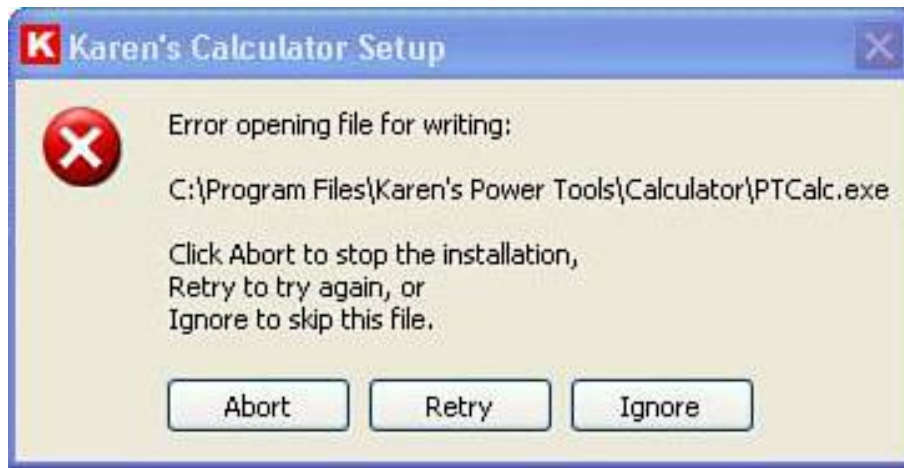 K Karen's Calculator Setup
Error opening file for writing:
C:\Program Files\Karen's Power Tools\Calculator\PTCalc.exe
Click Abort to stop the installation,
Retry to try again, or
Ignore to skip this file.
Abort Retry Ignore